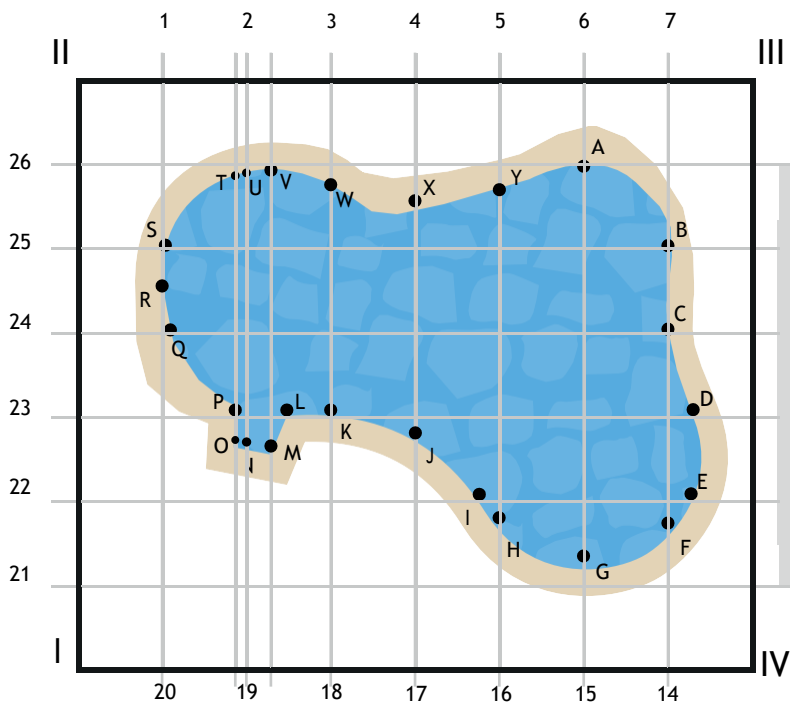 1 2 3 4 5 6 7
II III
26 A
T U V W X Y
25 S B
R
24 C
Q
23 P L K D
O N M J
22 I E
H F
21 G
I IV
20 19 18 17 16 15 14